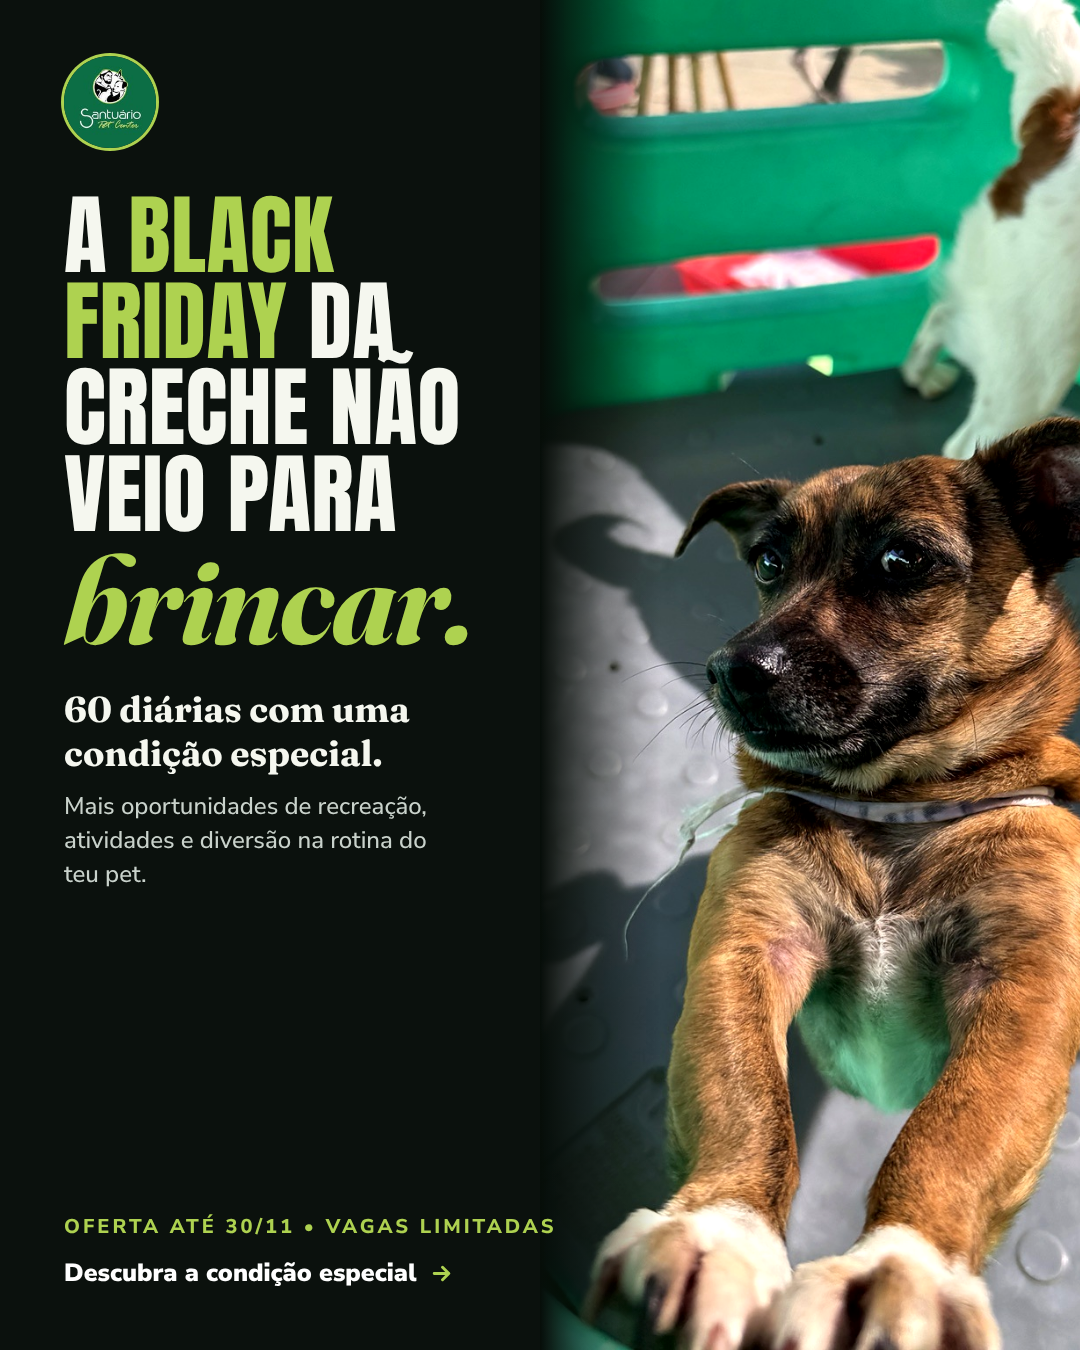 Santuário
Pet Center
A BLACK
FRIDAY DA
CRECHE NÃO
VEIO PARA
brincar.
60 diárias com uma
condição especial.
Mais oportunidades de recreação,
atividades e diversão na rotina do
teu pet.
OFERTA ATÉ 30/11 • VAGAS LIMITADAS
Descubra a condição especial →